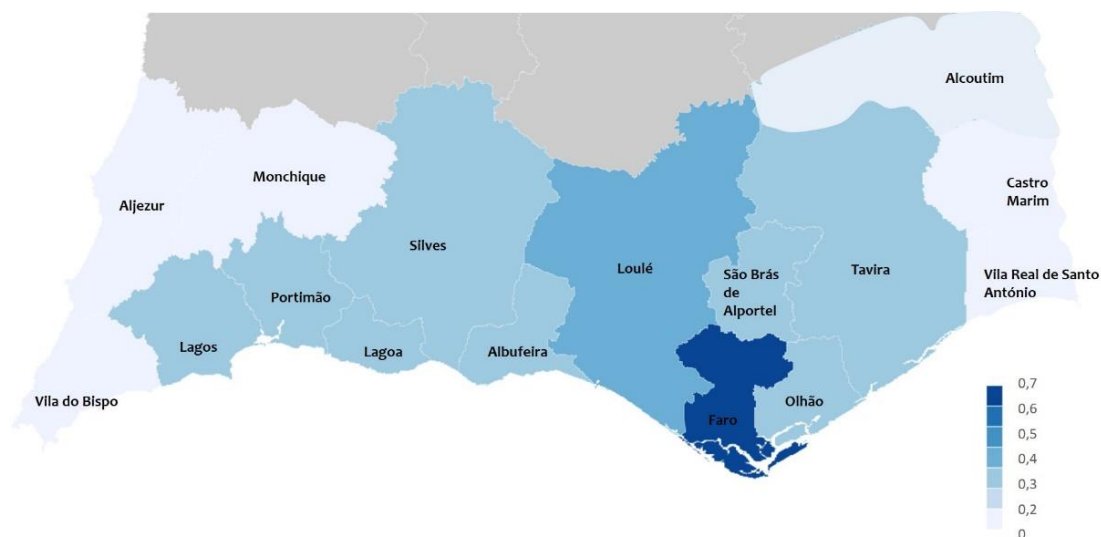 Alcoutim
Monchique
Castro
Marim
Aljezur
Silves
Loulé
São Brás
de
Alportel
Tavira
Vila Real de Santo
António
Portimão
Lagos
Lagoa
Albufeira
Vila do Bispo
Olhão
Faro
0,7
0,6
0,5
0,4
0,3
0,2
0